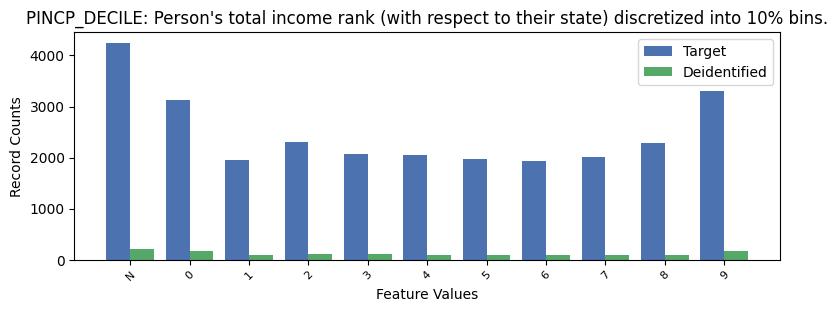 PINCP_DECILE: Person's total income rank (with respect to their state) discretized into 10% bins.
Target
Deidentified
Record Counts
4000
3000
2000
1000
0
N 0 1 2 3 4 5 6 7 8 9
Feature Values